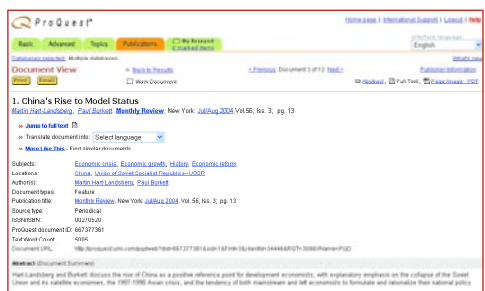 ProQuest®
Home page | International Support | Logout | Help
Basic Advanced Topics Publications My Research
0 marked items
Interface language:
English
Databases selected: Multiple databases
What's new
Document View
« Back to Results
< Previous Document 3 of 12 Next >
Publisher Information
Print Email
Mark Document
Abstract, Full Text, Page Image - PDF
1. China's Rise to Model Status
Martin Hart-Landsberg, Paul Burkett. Monthly Review. New York: Jul/Aug 2004. Vol.56, Iss. 3; pg. 13
» Jump to full text
» Translate document into: Select language
» More Like This - Find similar documents
Subjects: Economic crisis, Economic growth, History, Economic reform
Locations: China, Union of Soviet Socialist Republics--USSR
Author(s): Martin Hart-Landsberg, Paul Burkett
Document types: Feature
Publication title: Monthly Review. New York: Jul/Aug 2004. Vol. 56, Iss. 3; pg. 13
Source type: Periodical
ISSN/ISBN: 00270520
ProQuest document ID: 667377361
Text Word Count
Document URL:
Abstract (Document Summary)
Hart-Landsberg and Burkett discuss the rise of China as a positive reference point for development economists, with explanatory emphasis on the collapse of the Soviet
Union and its satellite economies, the 1997-1998 Asian crisis, and the tendency of both mainstream and left economists to formulate and rationalize their national policy